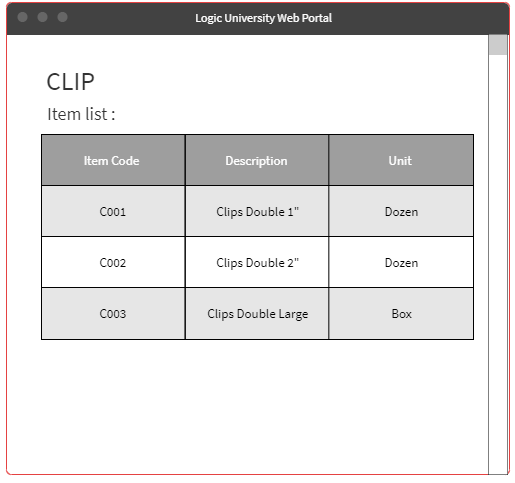 Logic University Web Portal
CLIP
Item list :
Item Code Description Unit
C001 Clips Double 1" Dozen
C002 Clips Double 2" Dozen
C003 Clips Double Large Box